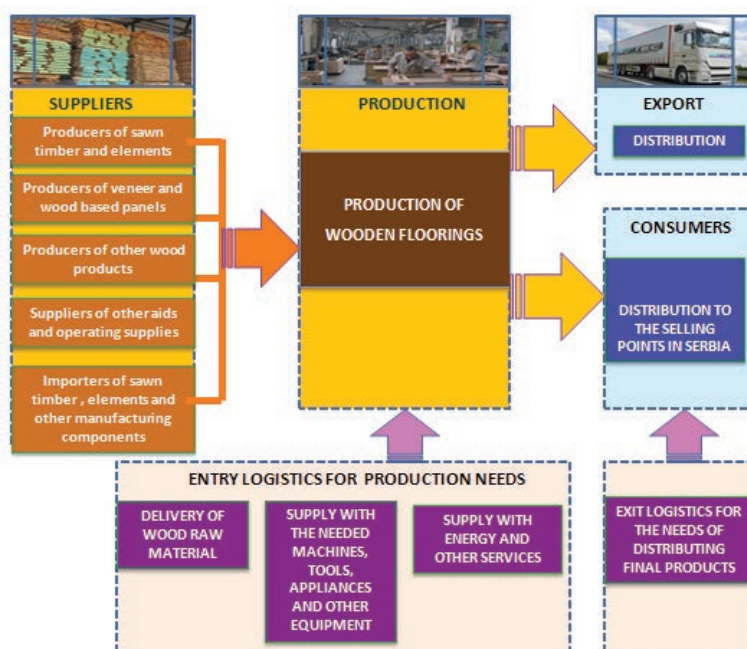 SUPPLIERS
Producers of sawn
timber and elements
Producers of veneer and
wood based panels
Producers of other wood
products
Suppliers of other aids
and operating supplies
Importers of sawn
timber , elements and
other manufacturing
components
PRODUCTION
PRODUCTION OF
WOODEN FLOORINGS
EXPORT
DISTRIBUTION
CONSUMERS
DISTRIBUTION TO
THE SELLING
POINTS IN SERBIA
ENTRY LOGISTICS FOR PRODUCTION NEEDS
DELIVERY OF
WOOD RAW
MATERIAL
SUPPLY WITH
THE NEEDED
MACHINES,
TOOLS,
APPLIANCES
AND OTHER
EQUIPMENT
SUPPLY WITH
ENERGY AND
OTHER SERVICES
EXIT LOGISTICS FOR
THE NEEDS OF
DISTRIBUTING
FINAL PRODUCTS